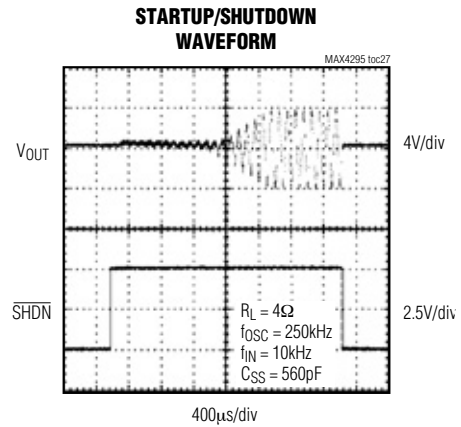 STARTUP/SHUTDOWN
WAVEFORM
MAX4295 toc27
VOUT
4V/div
SHDN
2.5V/div
RL = 4Ω
fOSC = 250kHz
fIN = 10kHz
CSS = 560pF
400µs/div